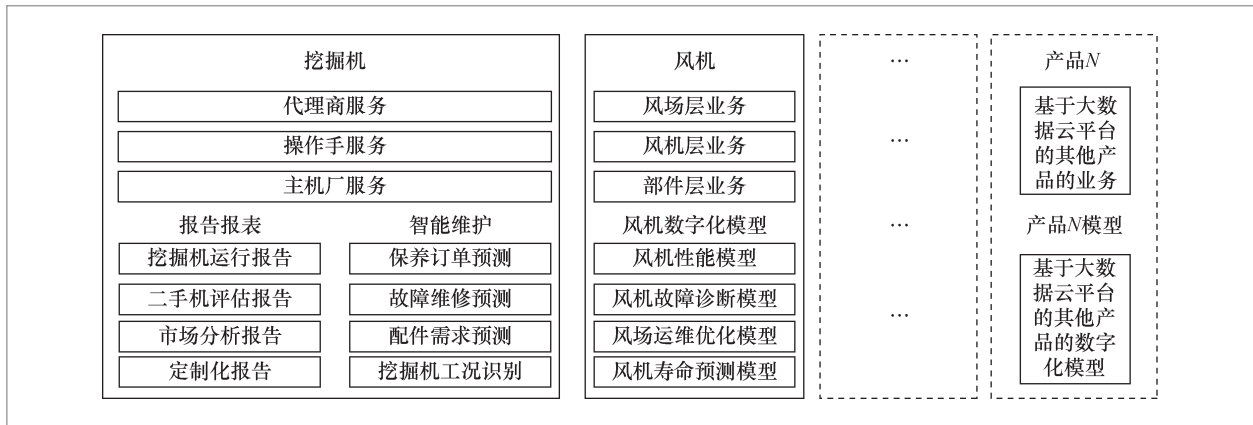 挖掘机
代理商服务
操作手服务
主机厂服务
报告报表
挖掘机运行报告
二手机评估报告
市场分析报告
定制化报告
智能维护
保养订单预测
故障维修预测
配件需求预测
挖掘机工况识别
风机
风场层业务
风机层业务
部件层业务
风机数字化模型
风机性能模型
风机故障诊断模型
风场运维优化模型
风机寿命预测模型
…
…
…
…
产品N
基于大数
据云平台
的其他产
品的业务
产品N模型
基于大数
据云平台
的其他产
品的数字
化模型